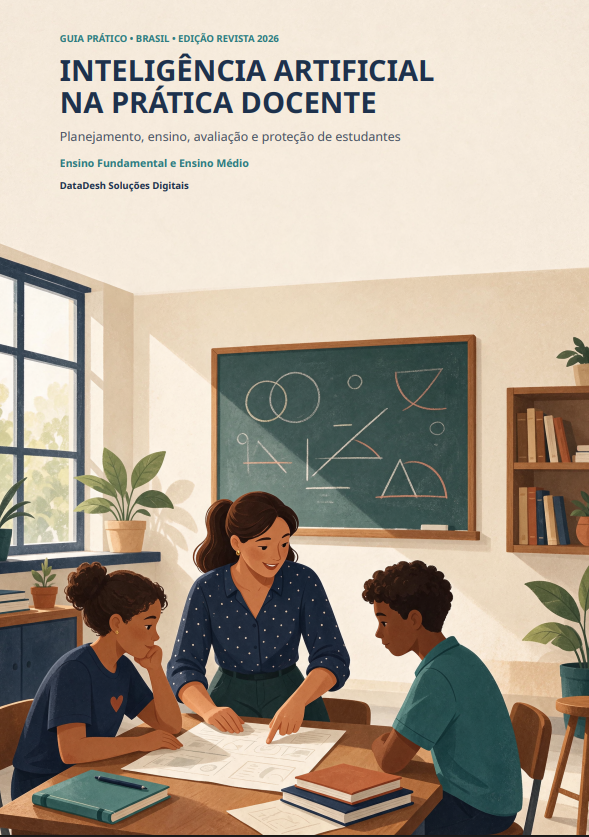 GUIA PRÁTICO • BRASIL • EDIÇÃO REVISTA 2026
INTELIGÊNCIA ARTIFICIAL
NA PRÁTICA DOCENTE
Planejamento, ensino, avaliação e proteção de estudantes
Ensino Fundamental e Ensino Médio
DataDesh Soluções Digitais